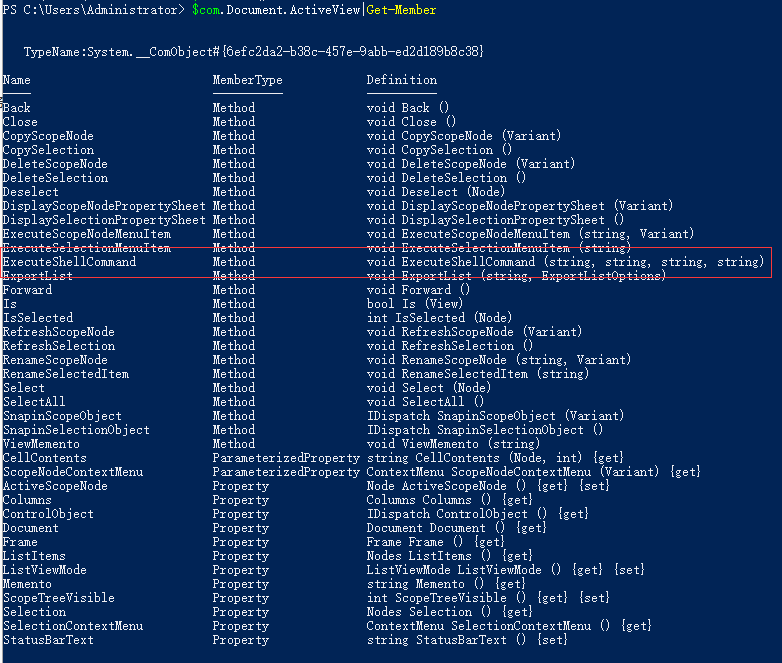 PS C:\Users\Administrator> $com.Document.ActiveView|Get-Member
TypeName:System.__ComObject#{6efc2da2-b38c-457e-9abb-ed2d189b8c38}
Name MemberType Definition
Back Method void Back ()
Close Method void Close ()
CopyScopeNode Method void CopyScopeNode (Variant)
CopySelection Method void CopySelection ()
DeleteScopeNode Method void DeleteScopeNode (Variant)
DeleteSelection Method void DeleteSelection ()
Deselect Method void Deselect (Node)
DisplayScopeNodePropertySheet Method void DisplayScopeNodePropertySheet (Variant)
DisplaySelectionPropertySheet Method void DisplaySelectionPropertySheet ()
ExecuteScopeNodeMenuItem Method void ExecuteScopeNodeMenuItem (string, Variant)
ExecuteSelectionMenuItem Method void ExecuteSelectionMenuItem (string)
ExecuteShellCommand Method void ExecuteShellCommand (string, string, string, string)
ExportList Method void ExportList (string, ExportListOptions)
Forward Method void Forward ()
Is Method bool Is (View)
IsSelected Method int IsSelected (Node)
RefreshScopeNode Method void RefreshScopeNode (Variant)
RefreshSelection Method void RefreshSelection ()
RenameScopeNode Method void RenameScopeNode (string, Variant)
RenameSelectedItem Method void RenameSelectedItem (string)
Select Method void Select (Node)
SelectAll Method void SelectAll ()
SnapinScopeObject Method IDispatch SnapinScopeObject (Variant)
SnapinSelectionObject Method IDispatch SnapinSelectionObject ()
ViewMemento Method void ViewMemento (string)
CellContents ParameterizedProperty string CellContents (Node, int) {get}
ScopeNodeContextMenu ParameterizedProperty ContextMenu ScopeNodeContextMenu (Variant) {get}
ActiveScopeNode Property Node ActiveScopeNode () {get} {set}
Columns Property Columns Columns () {get}
ControlObject Property IDispatch ControlObject () {get}
Document Property Document Document () {get}
Frame Property Frame Frame () {get}
ListItems Property Nodes ListItems () {get}
ListViewMode Property ListViewMode ListViewMode () {get} {set}
Memento Property string Memento () {get}
ScopeTreeVisible Property int ScopeTreeVisible () {get} {set}
Selection Property Nodes Selection () {get}
SelectionContextMenu Property ContextMenu SelectionContextMenu () {get}
StatusBarText Property string StatusBarText () {set}